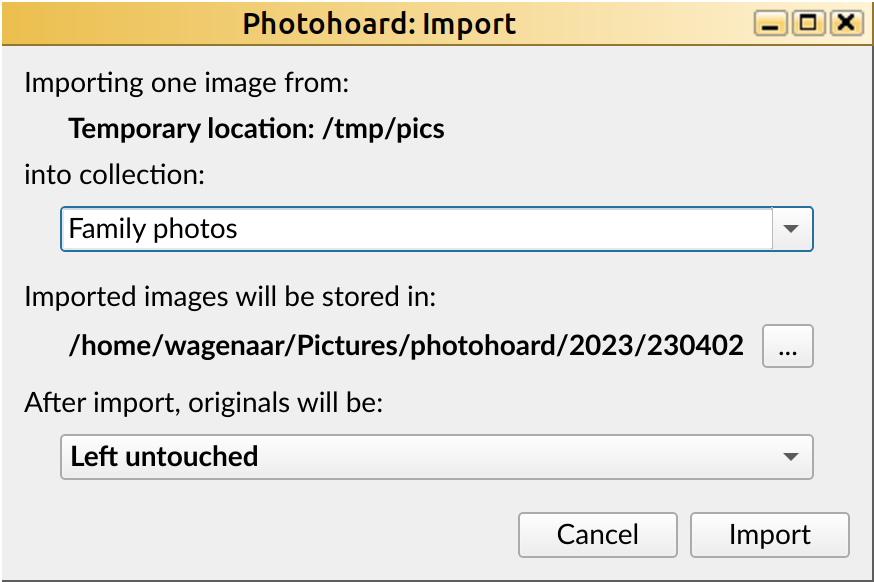 Photohoard: Import
Importing one image from:
Temporary location: /tmp/pics
into collection:
Family photos
Imported images will be stored in:
/home/wagenaar/Pictures/photohoard/2023/230402 ...
After import, originals will be:
Left untouched
Cancel Import